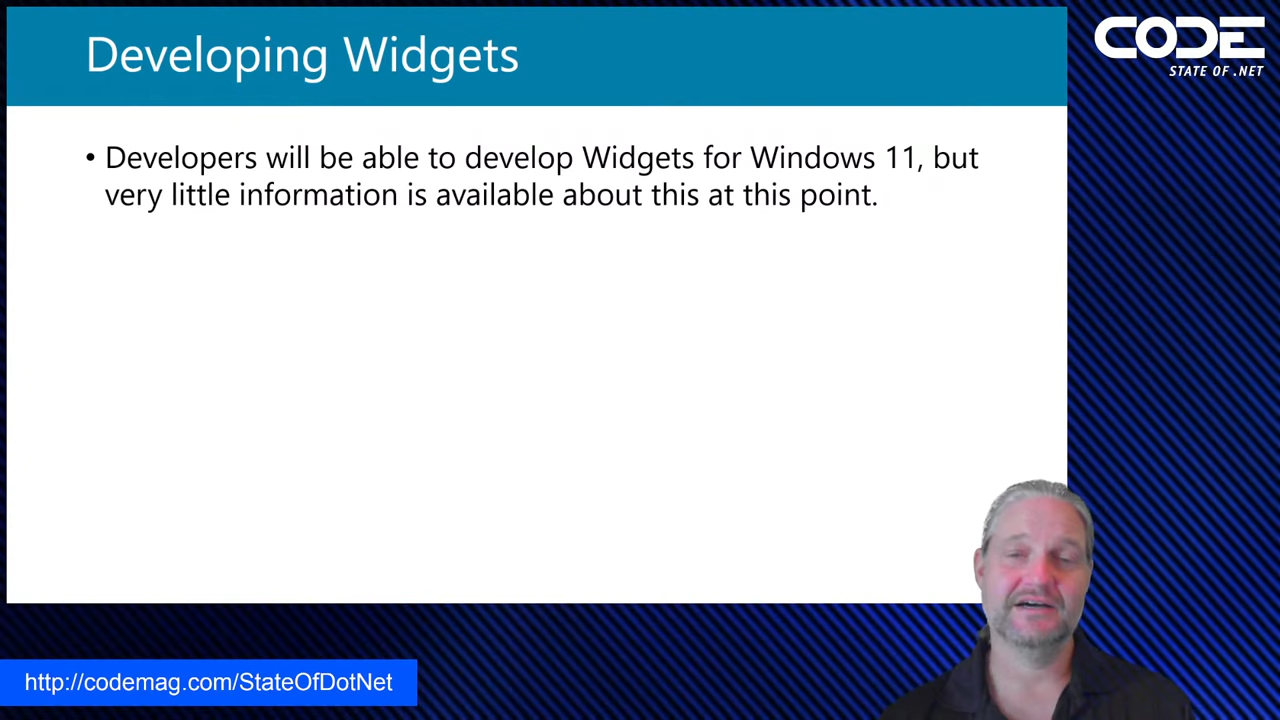 Developing Widgets
CODE
STATE OF .NET
• Developers will be able to develop Widgets for Windows 11, but
very little information is available about this at this point.
http://codemag.com/StateOfDotNet